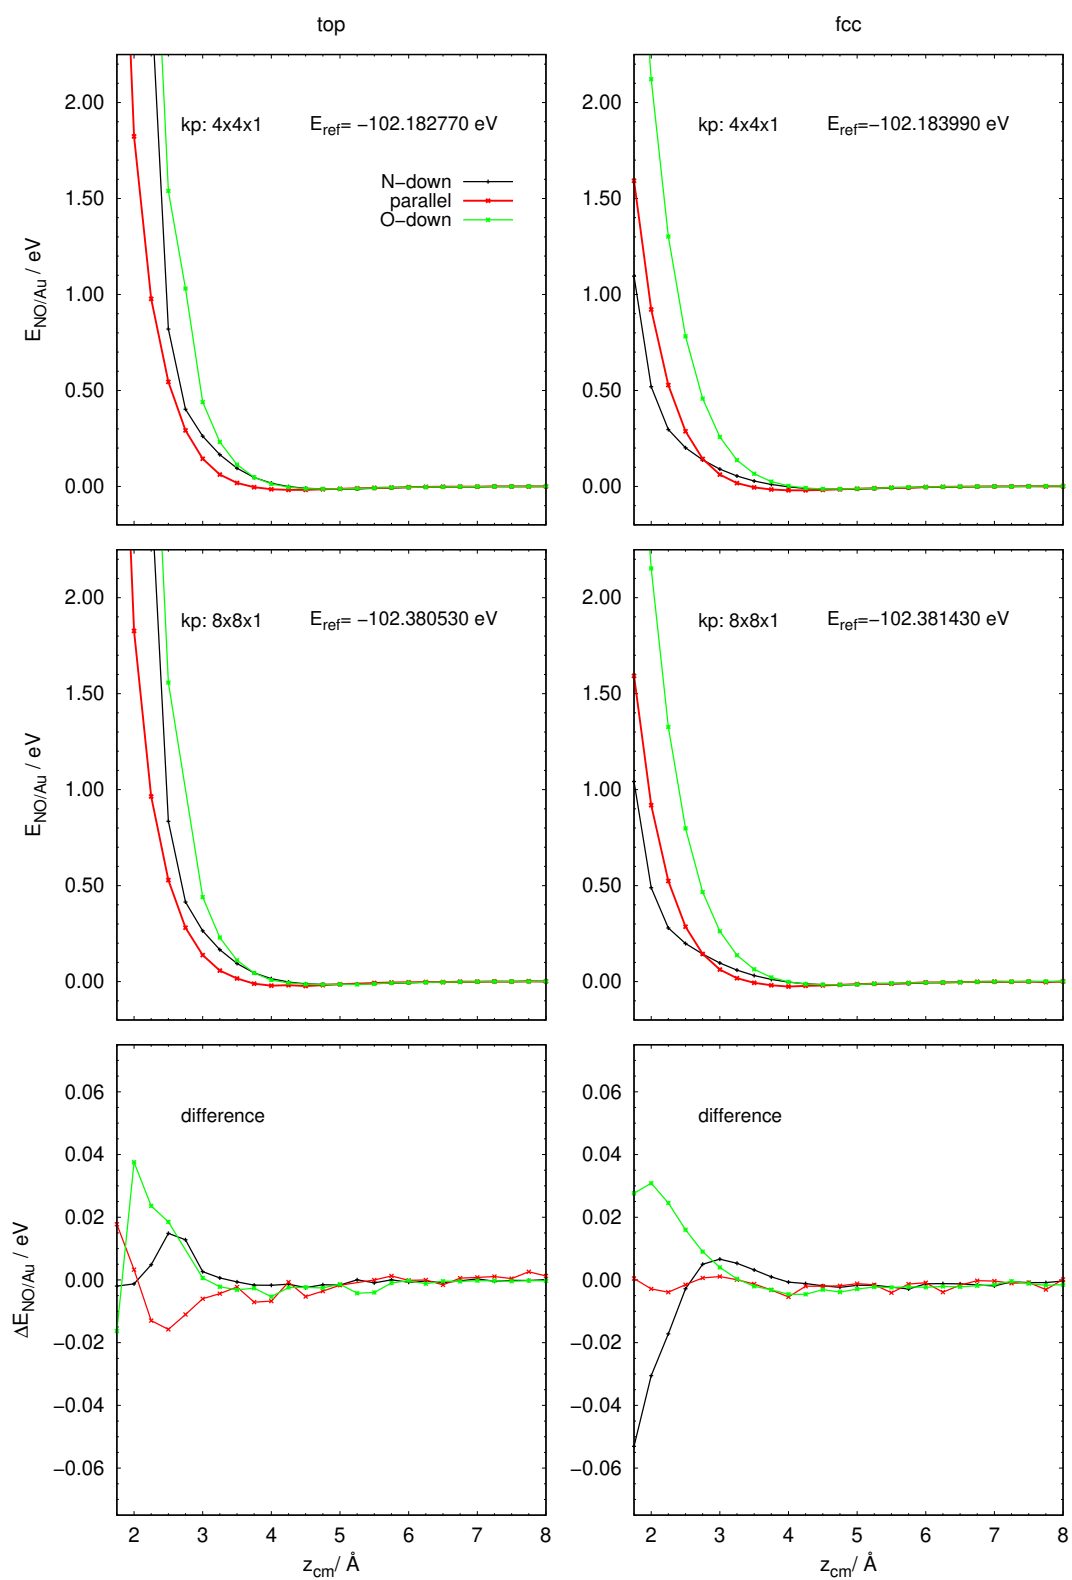 top
fcc
2.00
1.50
1.00
0.50
0.00
E_NO/Au / eV
kp: 4x4x1 E_ref= −102.182770 eV
N−down
parallel
O−down
kp: 4x4x1 E_ref=−102.183990 eV
2.00
1.50
1.00
0.50
0.00
2.00
1.50
1.00
0.50
0.00
E_NO/Au / eV
kp: 8x8x1 E_ref= −102.380530 eV
2.00
1.50
1.00
0.50
0.00
kp: 8x8x1 E_ref=−102.381430 eV
0.06
0.04
0.02
0.00
−0.02
−0.04
−0.06
ΔE_NO/Au / eV
difference
2 3 4 5 6 7 8
z_cm/ Å
0.06
0.04
0.02
0.00
−0.02
−0.04
−0.06
difference
2 3 4 5 6 7 8
z_cm/ Å